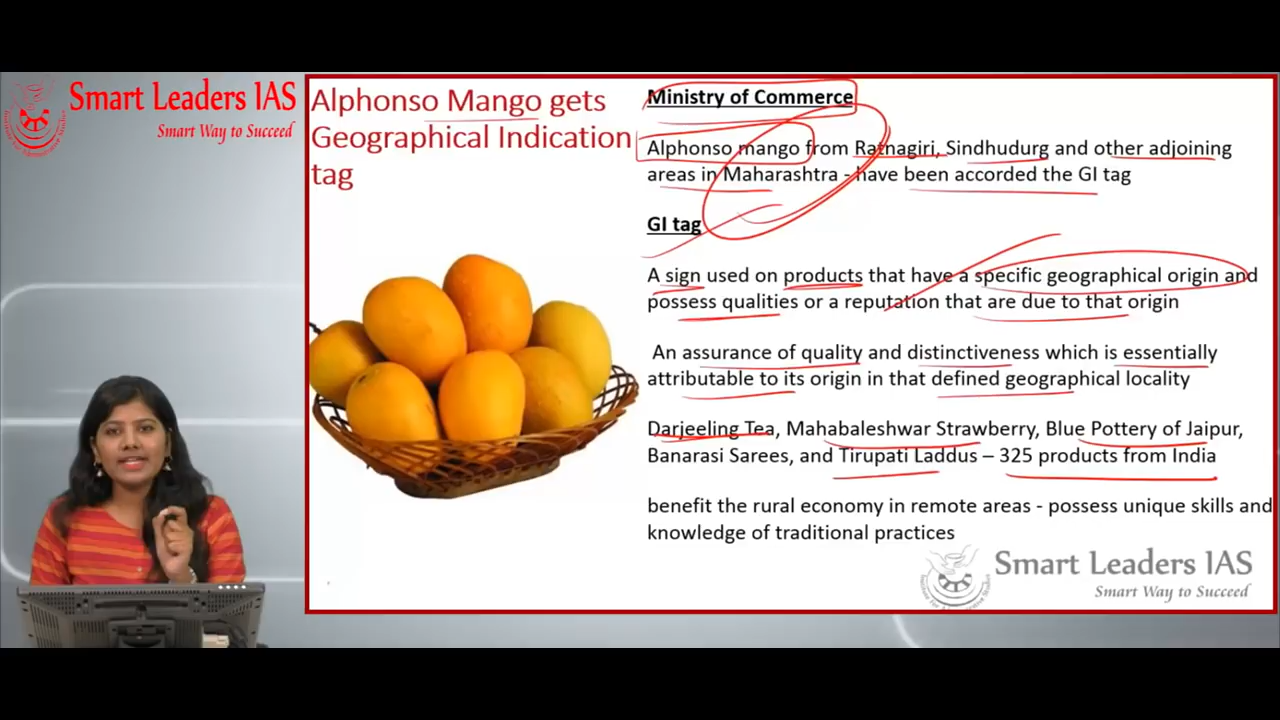 Smart Leaders IAS
Smart Way to Succeed
Alphonso Mango gets
Geographical Indication
tag
Ministry of Commerce
Alphonso mango from Ratnagiri, Sindhudurg and other adjoining
areas in Maharashtra - have been accorded the GI tag
GI tag
A sign used on products that have a specific geographical origin and
possess qualities or a reputation that are due to that origin
An assurance of quality and distinctiveness which is essentially
attributable to its origin in that defined geographical locality
Darjeeling Tea, Mahabaleshwar Strawberry, Blue Pottery of Jaipur,
Banarasi Sarees, and Tirupati Laddus – 325 products from India
benefit the rural economy in remote areas - possess unique skills and
knowledge of traditional practices
Smart Leaders IAS
Smart Way to Succeed